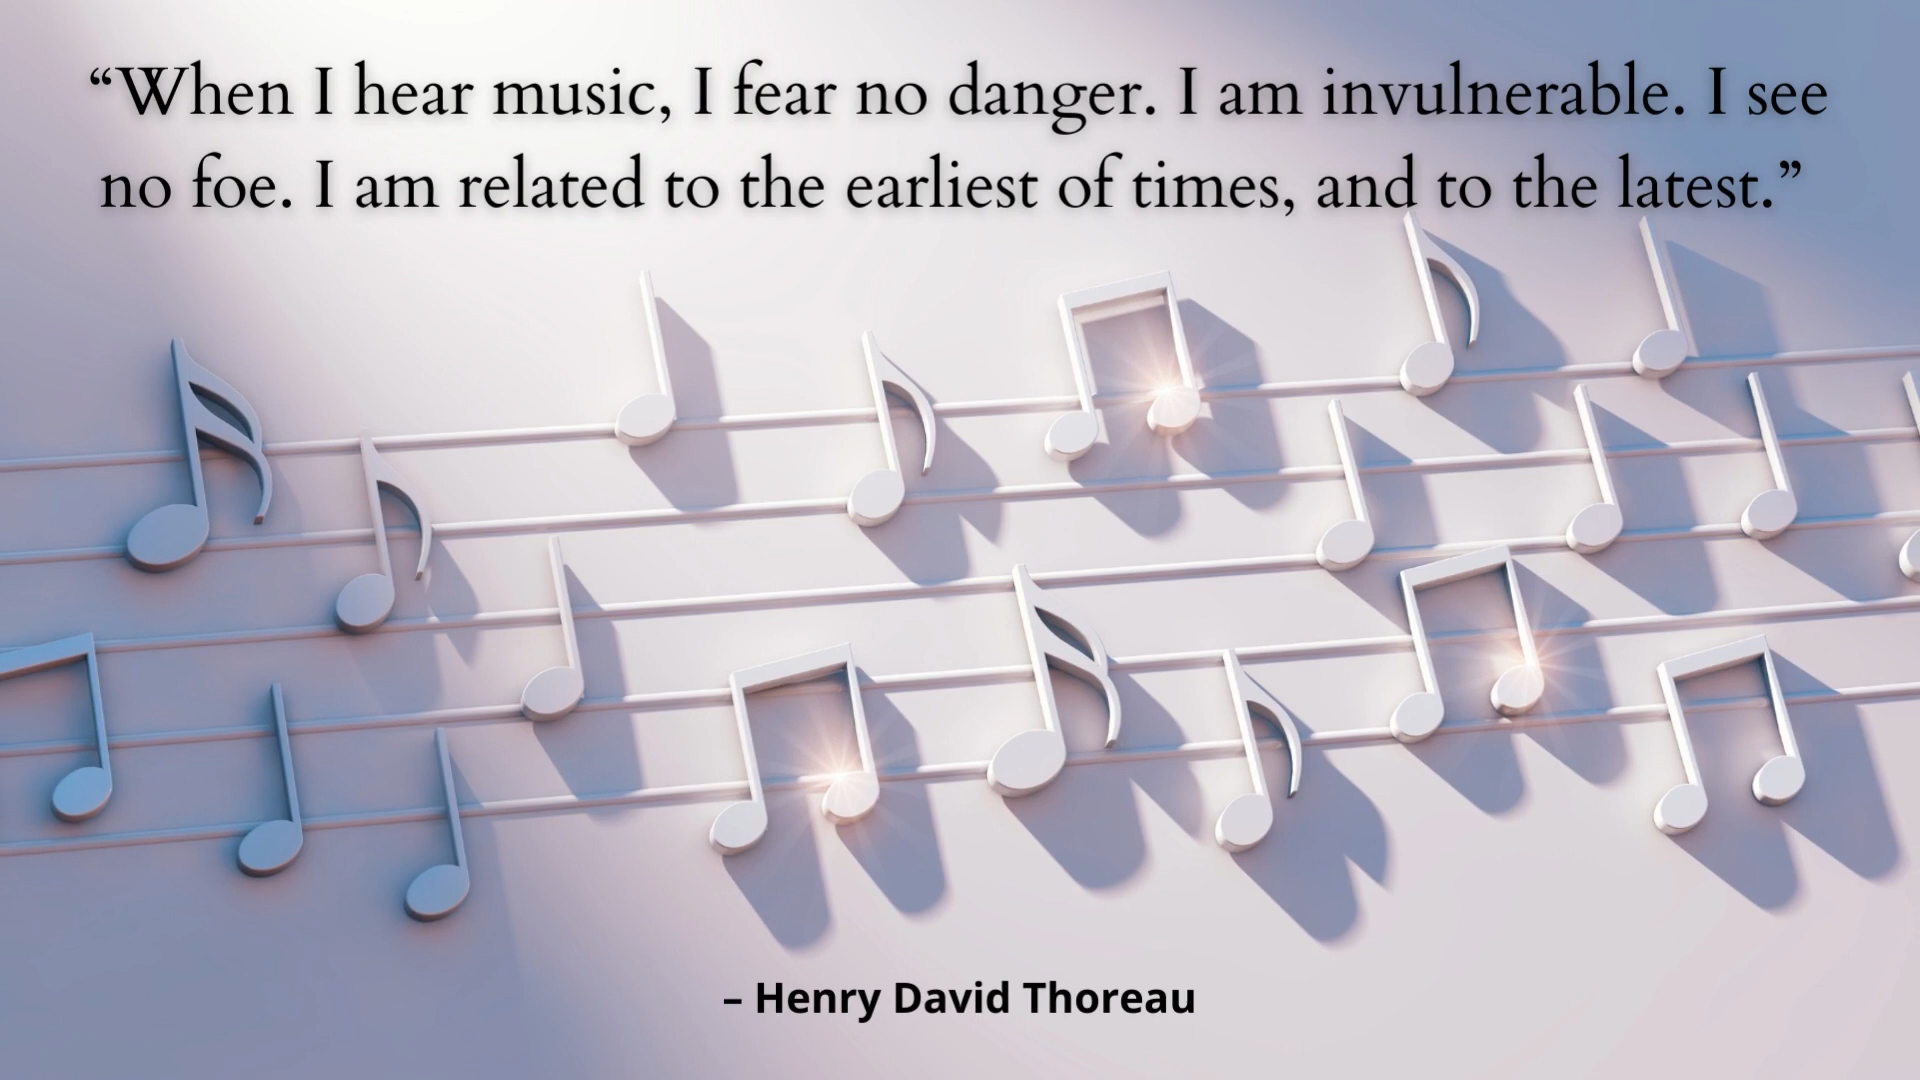 “When I hear music, I fear no danger. I am invulnerable. I see
no foe. I am related to the earliest of times, and to the latest.”
– Henry David Thoreau